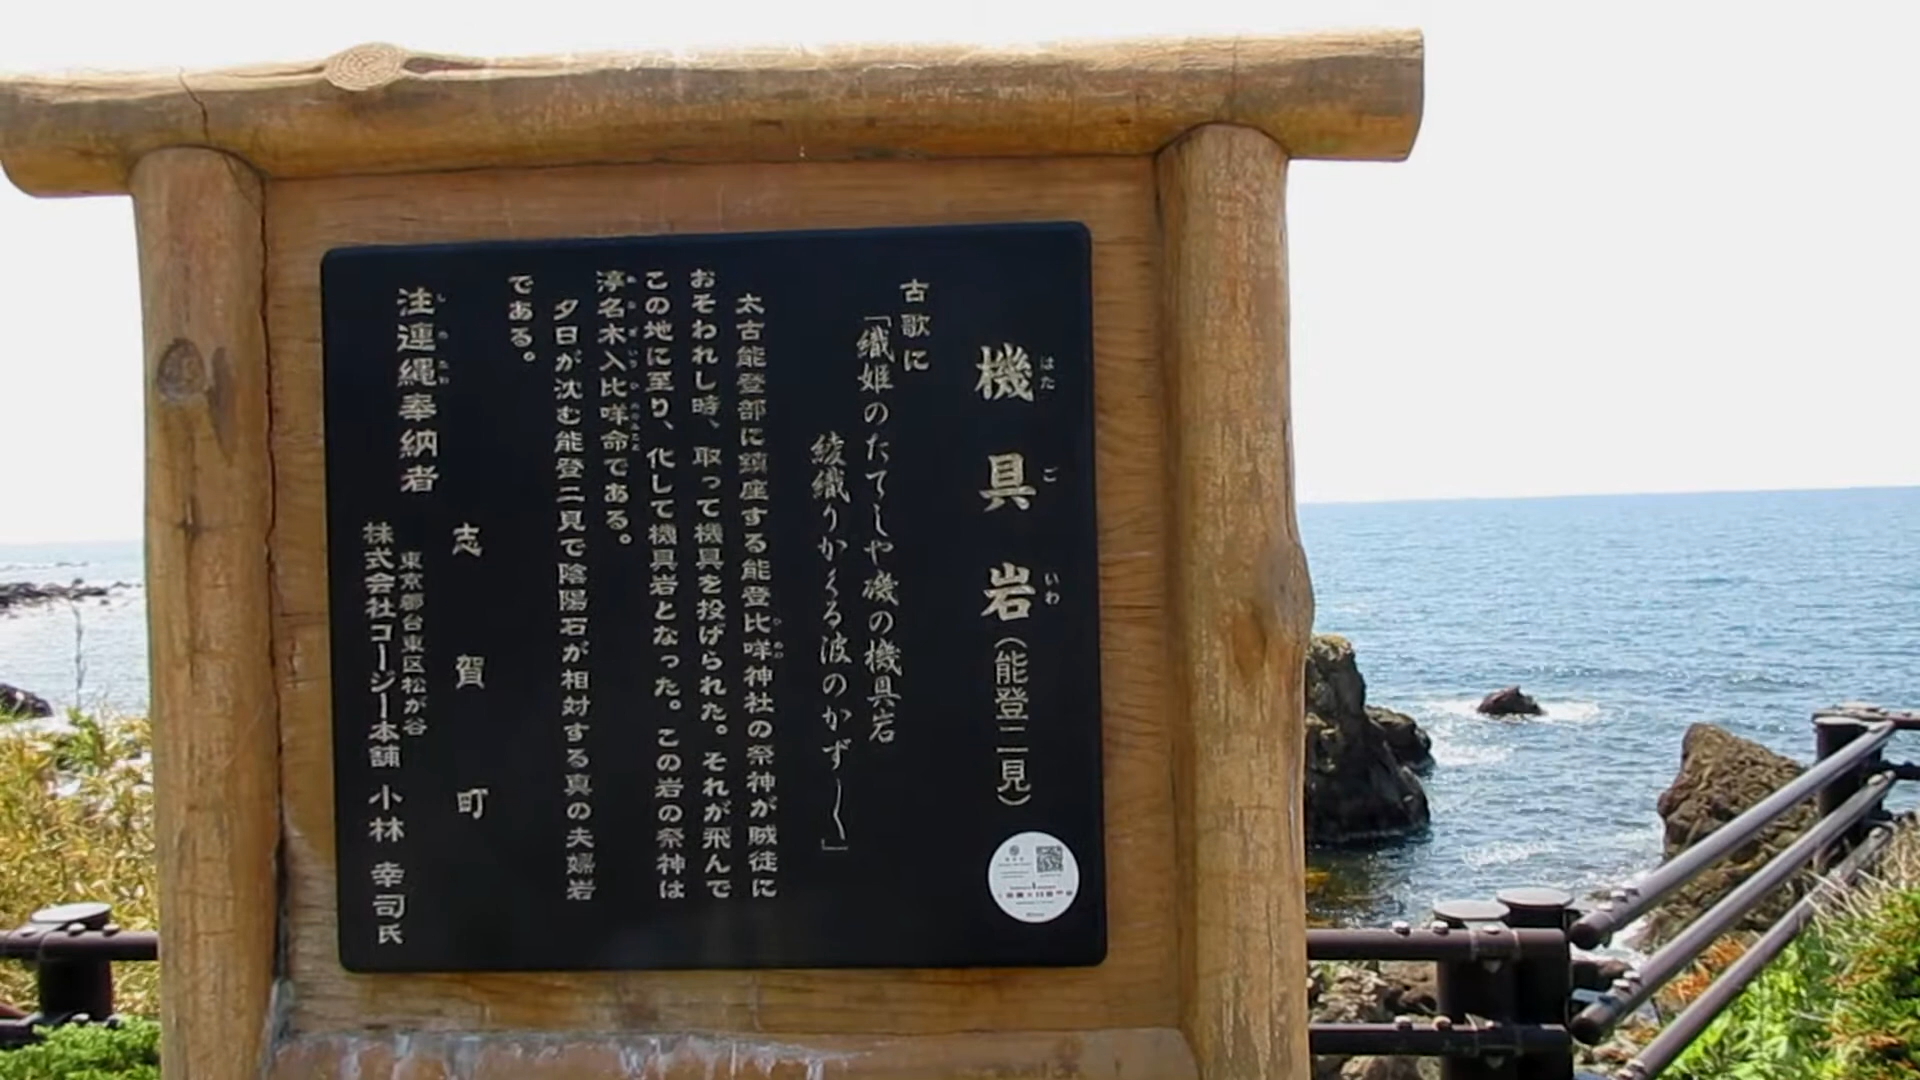 機具岩(能登二見)
はた ご いわ
古歌に
「織姫のたてしや磯の機具岩
綾織りかくる波のかず〱」
太古能登部に鎮座する能登比咩神社の祭神が賊徒に
おそわれし時、取って機具を投げられた。それが飛んで
この地に至り、化して機具岩となった。この岩の祭神は
渟名木入比咩命である。
夕日が沈む能登二見で陰陽石が相対する真の夫婦岩
である。
志賀町
注連縄奉納者
東京都台東区松が谷
株式会社コージー本舗 小林 幸司氏